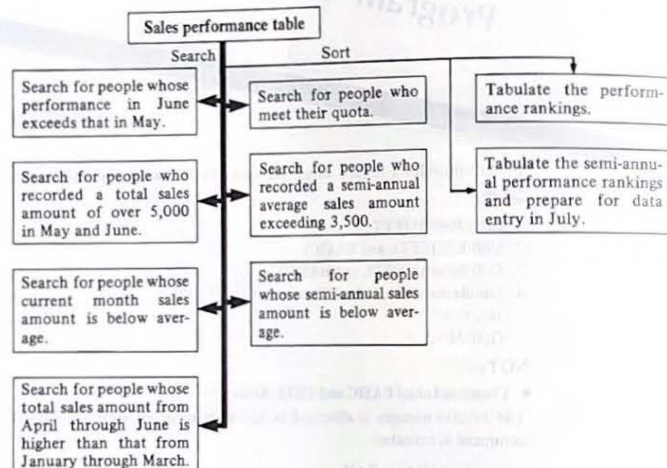 Program
Sales performance table
Search
Sort
Search for people whose
performance in June
exceeds that in May.
Search for people who
meet their quota.
Tabulate the perform-
ance rankings.
Search for people who
recorded a total sales
amount of over 5,000
in May and June.
Search for people who
recorded a semi-annual
average sales amount
exceeding 3,500.
Tabulate the semi-annu-
al performance rankings
and prepare for data
entry in July.
Search for people whose
current month sales
amount is below aver-
age.
Search for people
whose semi-annual sales
amount is below aver-
age.
Search for people whose
total sales amount from
April through June is
higher than that from
January through March.